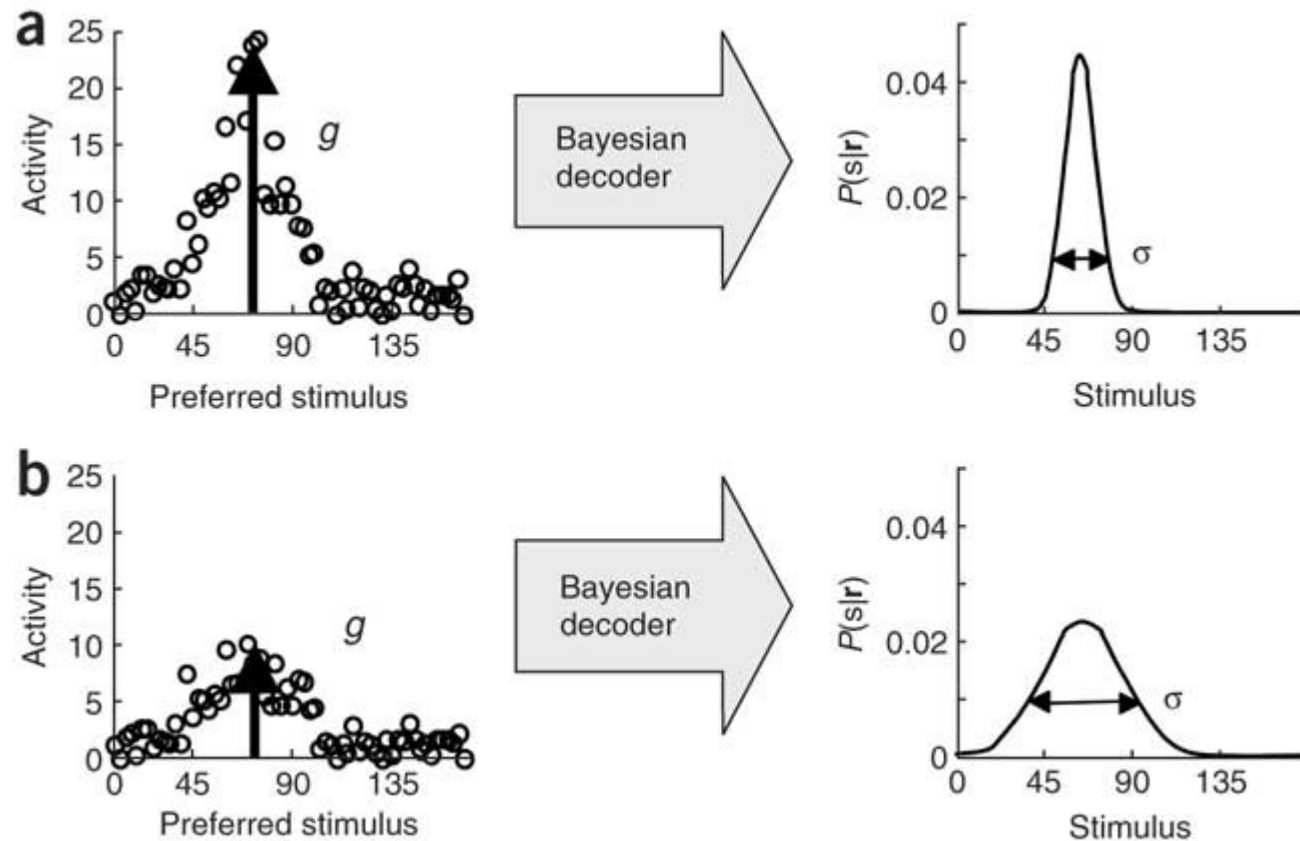 a
25
20
15
10
5
0
Activity
g
0 45 90 135
Preferred stimulus
Bayesian
decoder
0.04
0.02
0
P(s|r)
σ
0 45 90 135
Stimulus
b
25
20
15
10
5
0
Activity
g
0 45 90 135
Preferred stimulus
Bayesian
decoder
0.04
0.02
0
P(s|r)
σ
0 45 90 135
Stimulus